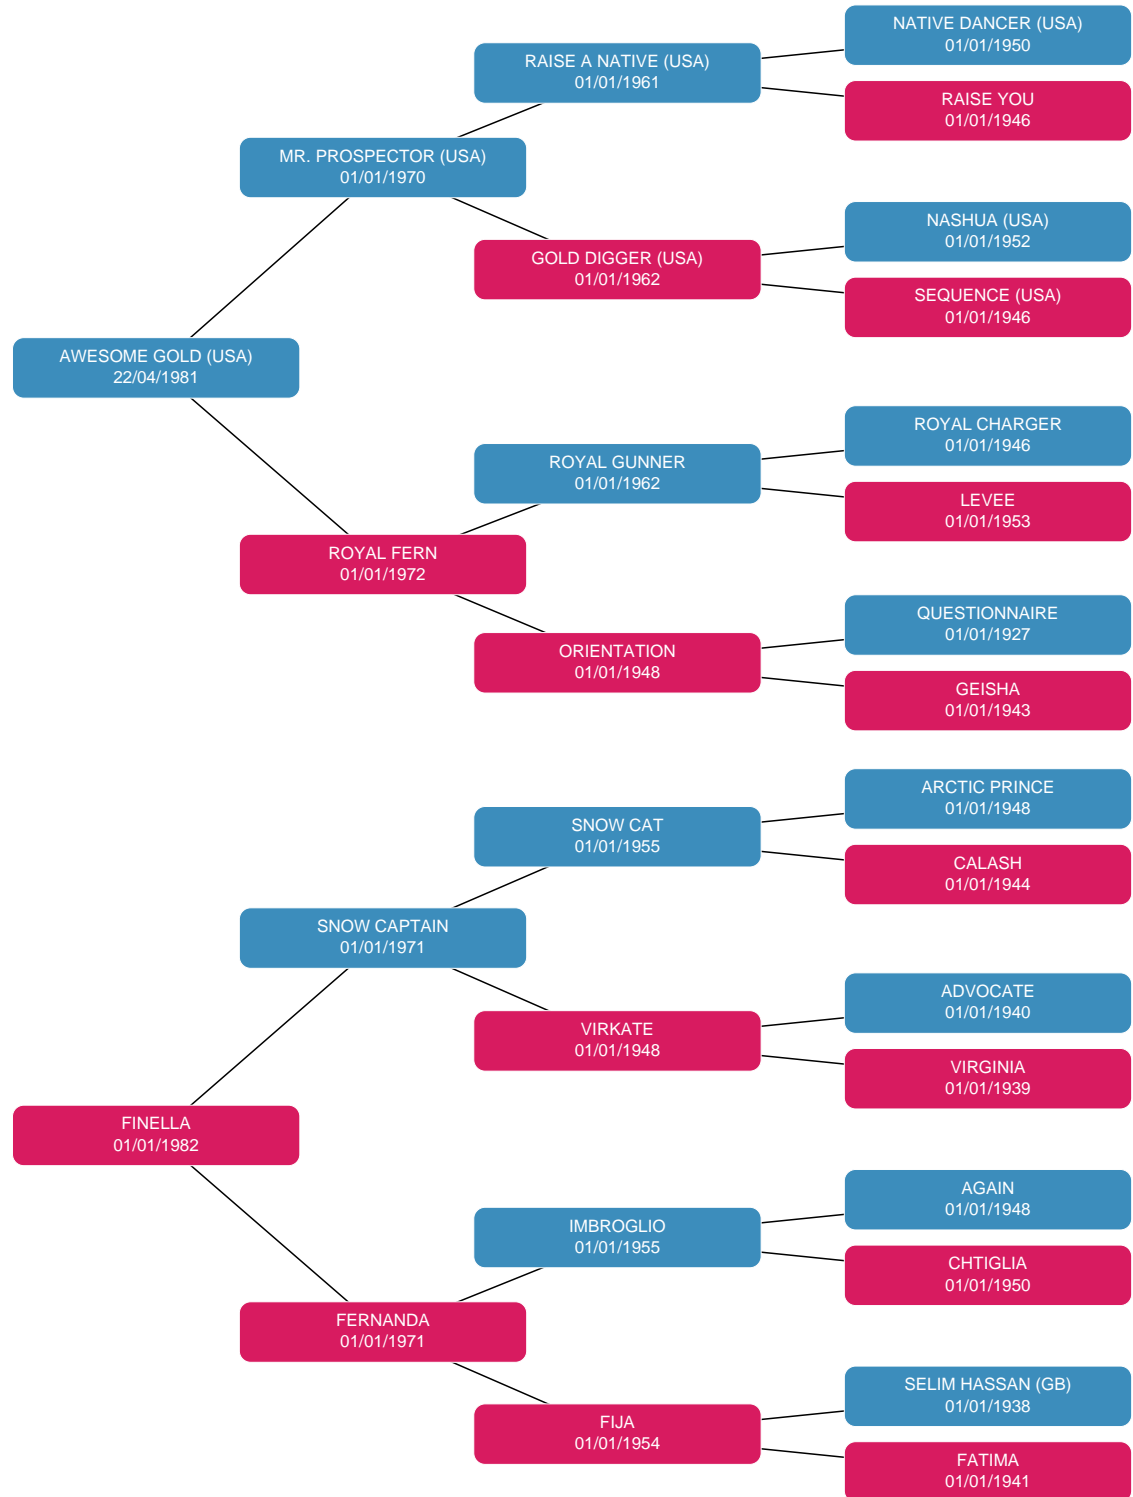 NATIVE DANCER (USA)
01/01/1950
RAISE A NATIVE (USA)
01/01/1961
RAISE YOU
01/01/1946
MR. PROSPECTOR (USA)
01/01/1970
NASHUA (USA)
01/01/1952
GOLD DIGGER (USA)
01/01/1962
SEQUENCE (USA)
01/01/1946
AWESOME GOLD (USA)
22/04/1981
ROYAL CHARGER
01/01/1946
ROYAL GUNNER
01/01/1962
LEVEE
01/01/1953
ROYAL FERN
01/01/1972
QUESTIONNAIRE
01/01/1927
ORIENTATION
01/01/1948
GEISHA
01/01/1943
ARCTIC PRINCE
01/01/1948
SNOW CAT
01/01/1955
CALASH
01/01/1944
SNOW CAPTAIN
01/01/1971
ADVOCATE
01/01/1940
VIRKATE
01/01/1948
VIRGINIA
01/01/1939
FINELLA
01/01/1982
AGAIN
01/01/1948
IMBROGLIO
01/01/1955
CHTIGLIA
01/01/1950
FERNANDA
01/01/1971
SELIM HASSAN (GB)
01/01/1938
FIJA
01/01/1954
FATIMA
01/01/1941